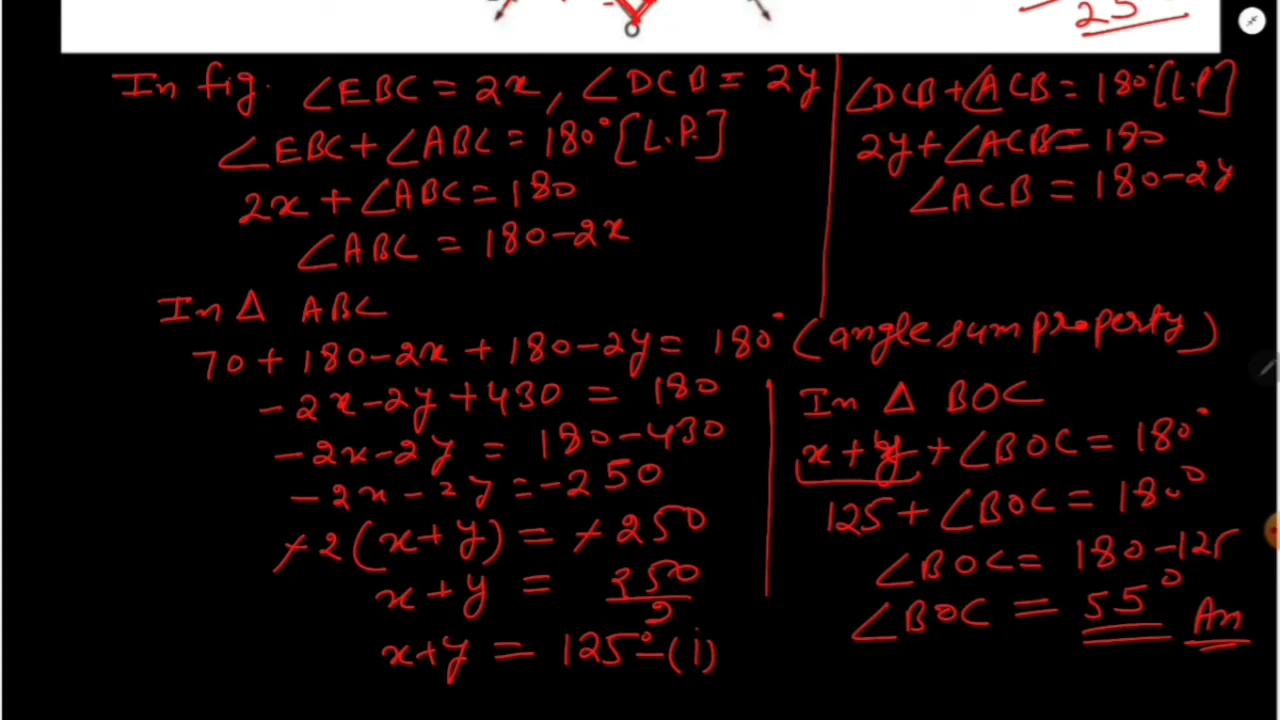 25
O
In fig. ∠EBC = 2x, ∠DCB = 2y
∠EBC + ∠ABC = 180° [L.P.]
2x + ∠ABC = 180
∠ABC = 180-2x
∠DCB + ∠ACB = 180° [L.P]
2y + ∠ACB = 180
∠ACB = 180-2y
In Δ ABC
70 + 180-2x + 180-2y = 180° (angle sum property)
-2x-2y + 430 = 180
-2x-2y = 180-430
-2x-2y = -250
-2(x+y) = -250
x+y = 250/2
x+y = 125° -(i)
In Δ BOC
x+y + ∠BOC = 180°
125 + ∠BOC = 180°
∠BOC = 180-125
∠BOC = 55° An